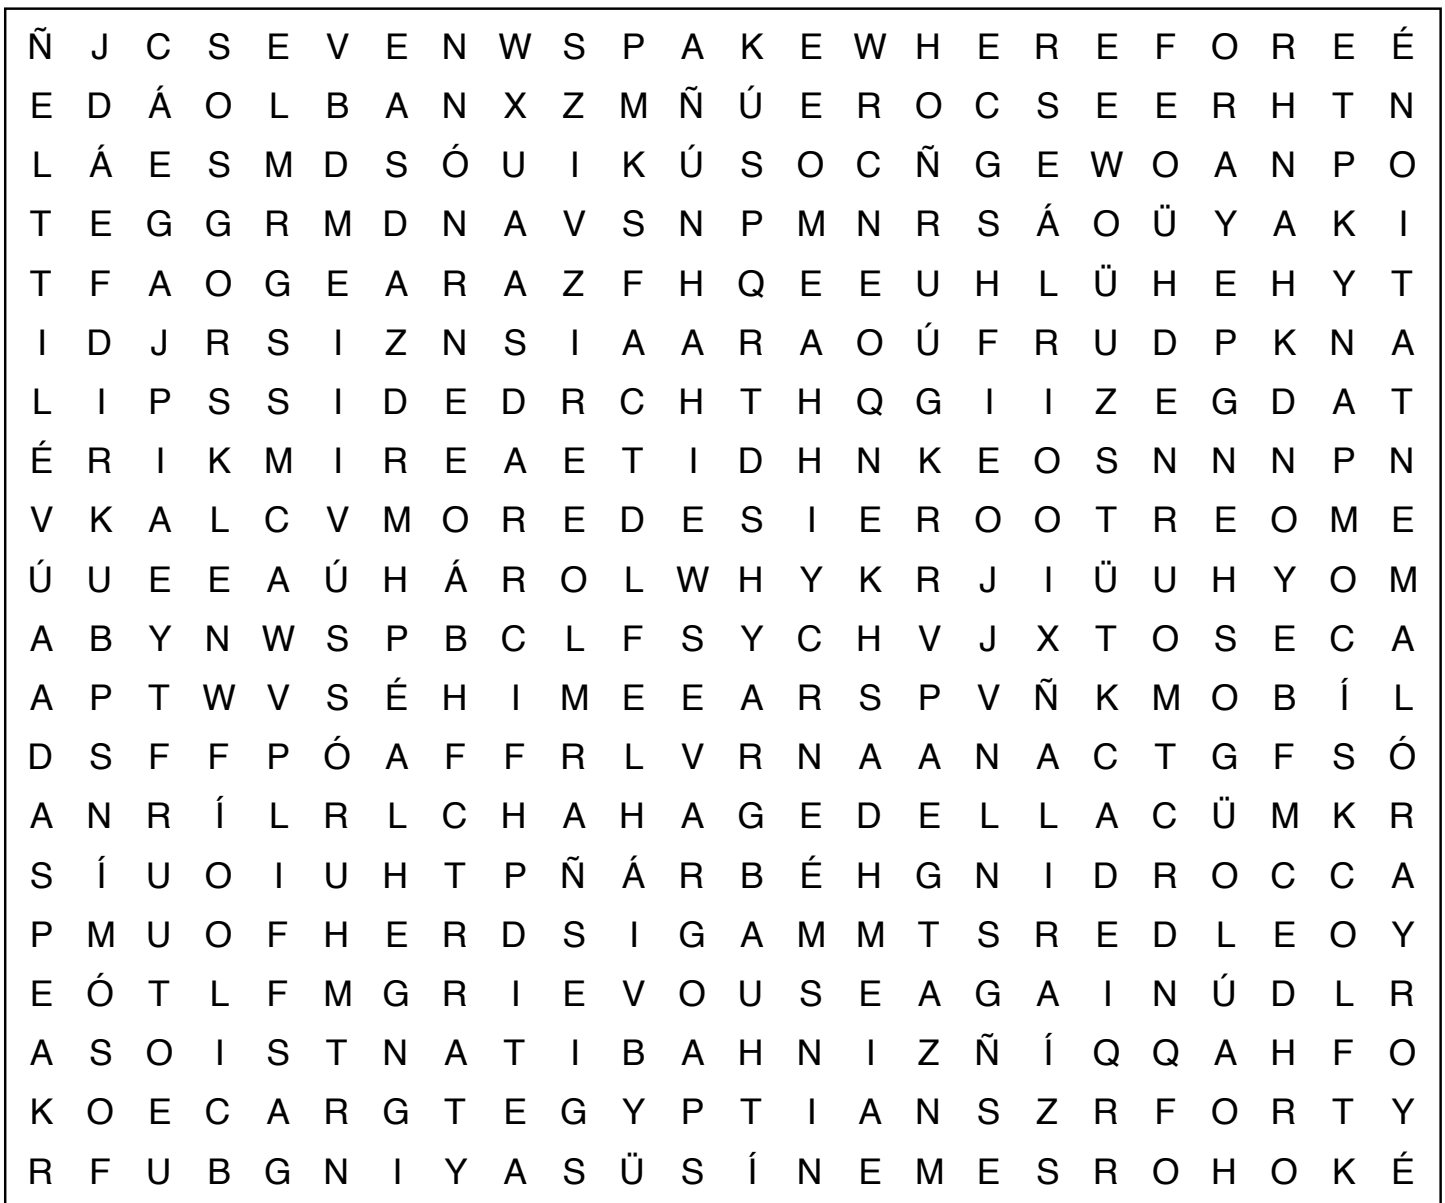 Ñ J C S E V E N W S P A K E W H E R E F O R E É
E D Á O L B A N X Z M Ñ Ú E R O C S E E R H T N
L Á E S M D S Ó U I K Ú S O C Ñ G E W O A N P O
T E G G R M D N A V S N P M N R S Á O Ü Y A K I
T F A O G E A R A Z F H Q E E U H L Ü H E H Y T
I D J R S I Z N S I A A R A O Ú F R U D P K N A
L I P S S I D E D R C H T H Q G I I Z E G D A T
É R I K M I R E A E T I D H N K E O S N N N P N
V K A L C V M O R E D E S I E R O O T R E O M E
Ú U E E A Ú H Á R O L W H Y K R J I Ü U H Y O M
A B Y N W S P B C L F S Y C H V J X T O S E C A
A P T W V S É H I M E E A R S P V Ñ K M O B Í L
D S F F P Ó A F F R L V R N A A N A C T G F S Ó
A N R Í L R L C H A H A G E D E L L A C Ü M K R
S Í U O I U H T P Ñ Á R B É H G N I D R O C C A
P M U O F H E R D S I G A M M T S R E D L E O Y
E Ó T L F M G R I E V O U S E A G A I N Ú D L R
A S O I S T N A T I B A H N I Z Ñ Í Q Q A H F O
K O E C A R G T E G Y P T I A N S Z R F O R T Y
R F U B G N I Y A S Ü S Í N E M E S R O H O K É